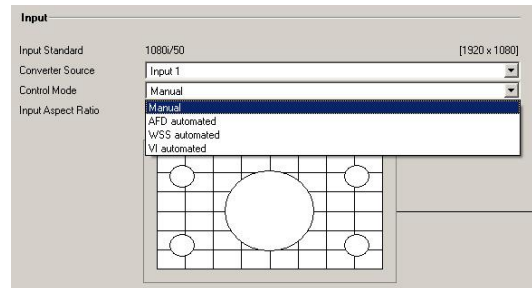 Input
Input Standard 1080i/50 [1920 x 1080]
Converter Source Input 1
Control Mode Manual
Input Aspect Ratio Manual
AFD automated
WSS automated
VI automated